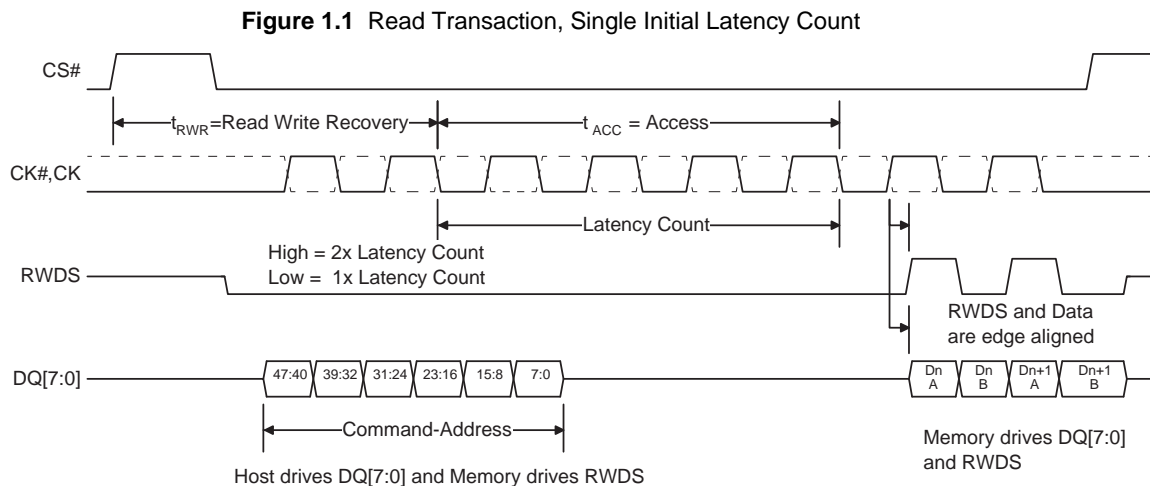 Figure 1.1 Read Transaction, Single Initial Latency Count
CS#
tRWR=Read Write Recovery
tACC = Access
CK#,CK
Latency Count
High = 2x Latency Count
Low = 1x Latency Count
RWDS
RWDS and Data
are edge aligned
DQ[7:0]
47:40 39:32 31:24 23:16 15:8 7:0
Dn
A
Dn
B
Dn+1
A
Dn+1
B
Command-Address
Memory drives DQ[7:0]
and RWDS
Host drives DQ[7:0] and Memory drives RWDS